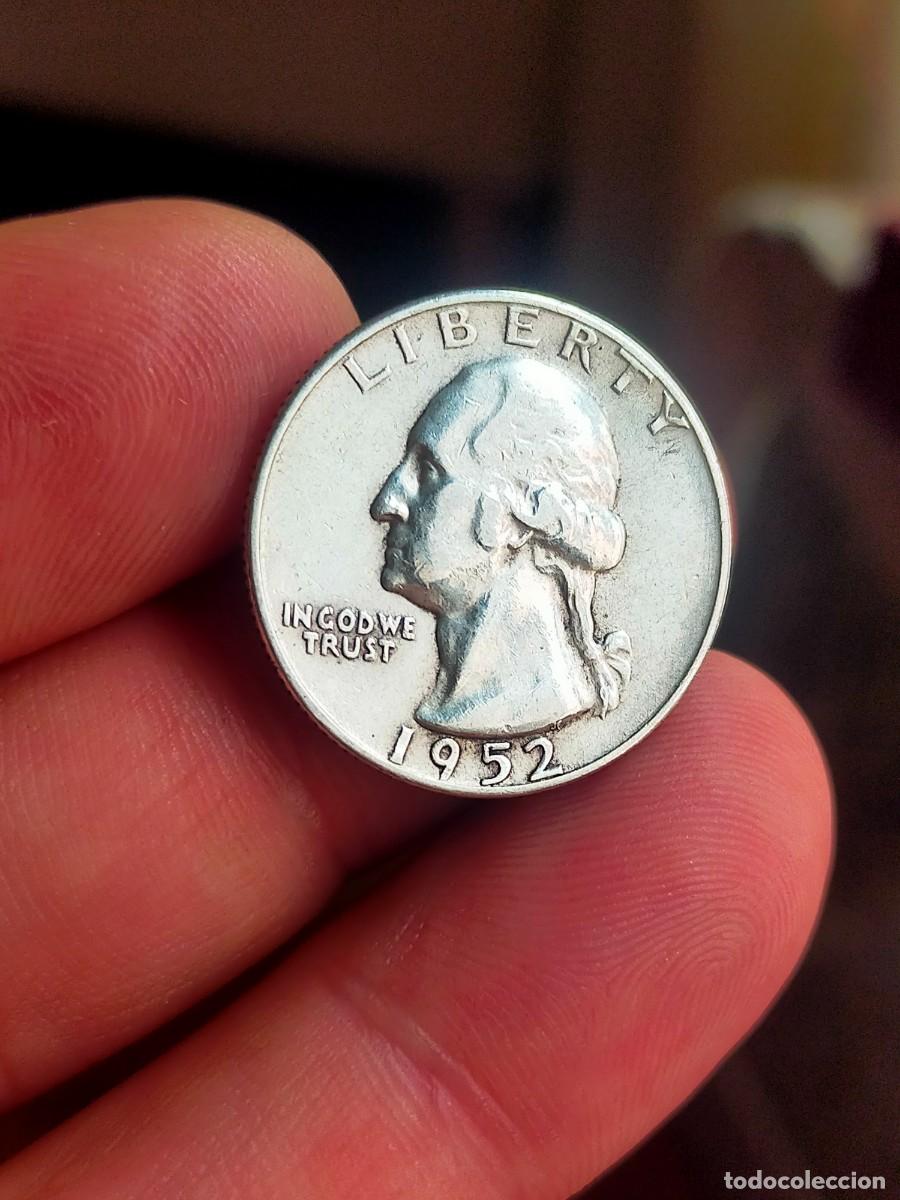 LIBERTY
IN GOD WE
TRUST
1952
todocoleccion